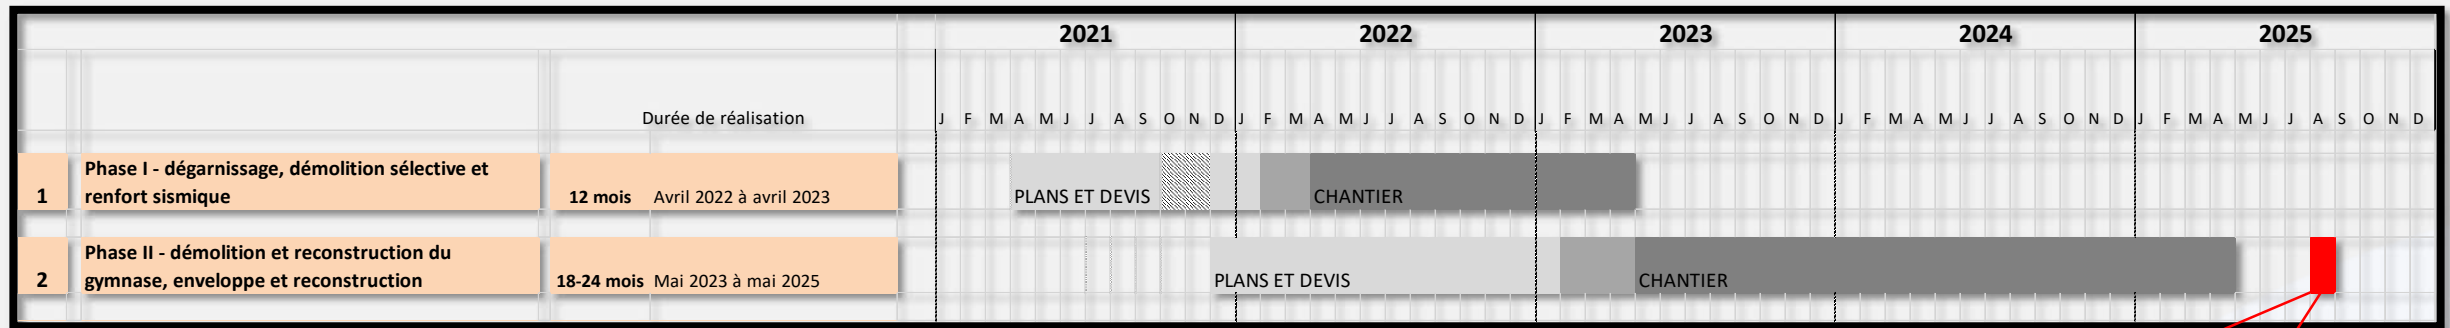 2021 2022 2023 2024 2025
Durée de réalisation J F M A M J J A S O N D J F M A M J J A S O N D J F M A M J J A S O N D J F M A M J J A S O N D J F M A M J J A S O N D
Phase I - dégarnissage, démolition sélective et
1 renfort sismique 12 mois Avril 2022 à avril 2023 PLANS ET DEVIS CHANTIER
Phase II - démolition et reconstruction du
2 gymnase, enveloppe et reconstruction 18-24 mois Mai 2023 à mai 2025 PLANS ET DEVIS CHANTIER